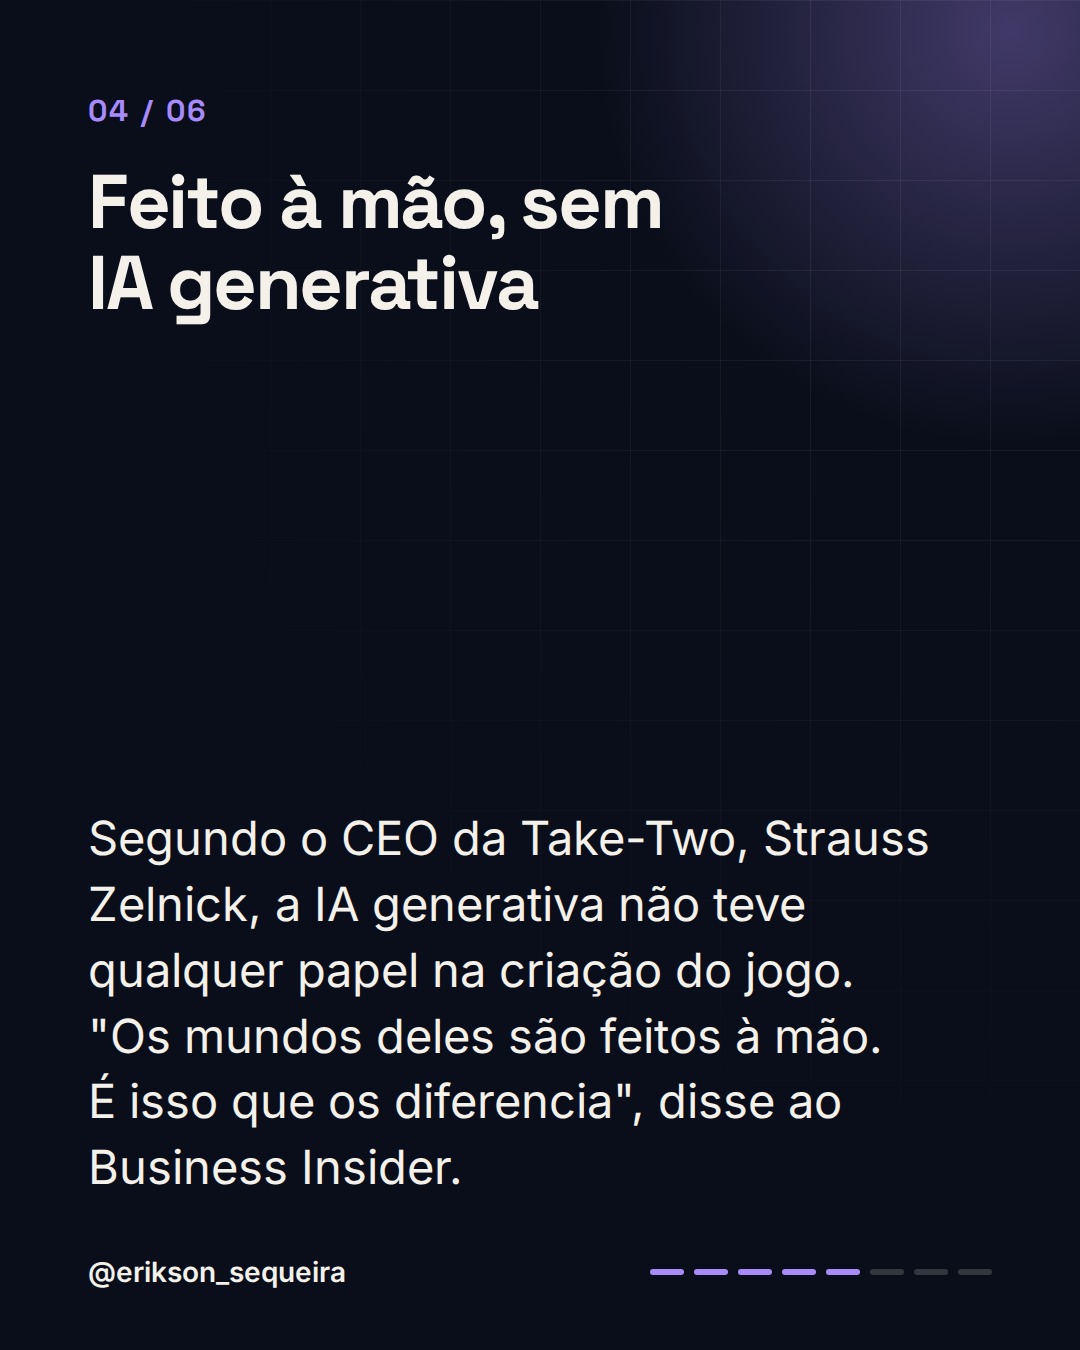 04 / 06
Feito à mão, sem
IA generativa
Segundo o CEO da Take-Two, Strauss
Zelnick, a IA generativa não teve
qualquer papel na criação do jogo.
"Os mundos deles são feitos à mão.
É isso que os diferencia", disse ao
Business Insider.
@erikson_sequeira